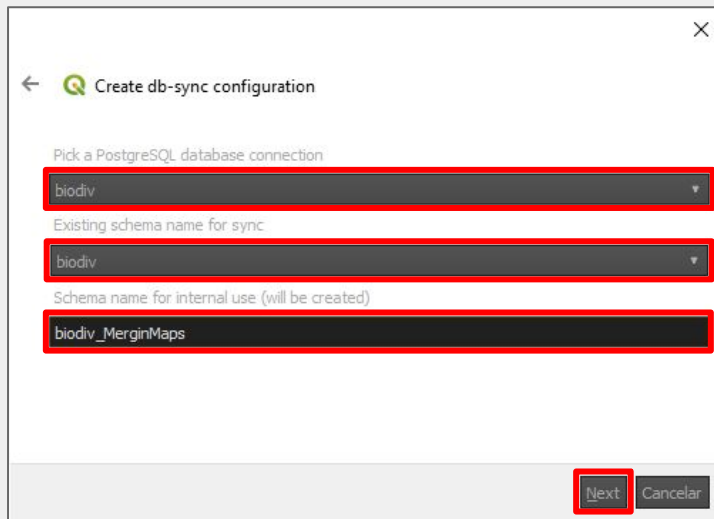 Create db-sync configuration
Pick a PostgreSQL database connection
biodiv
Existing schema name for sync
biodiv
Schema name for internal use (will be created)
biodiv_MerginMaps
Next Cancelar